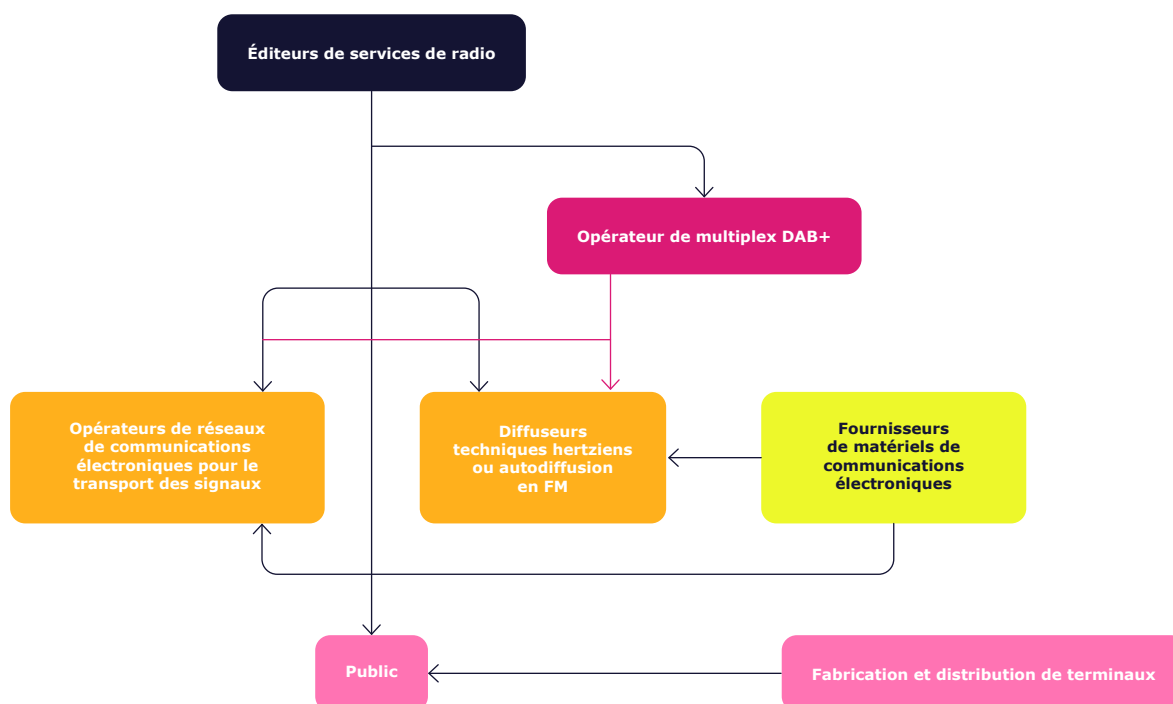 Éditeurs de services de radio
Opérateur de multiplex DAB+
Opérateurs de réseaux
de communications
électroniques pour le
transport des signaux
Diffuseurs
techniques hertziens
ou autodiffusion
en FM
Fournisseurs
de matériels de
communications
électroniques
Public
Fabrication et distribution de terminaux